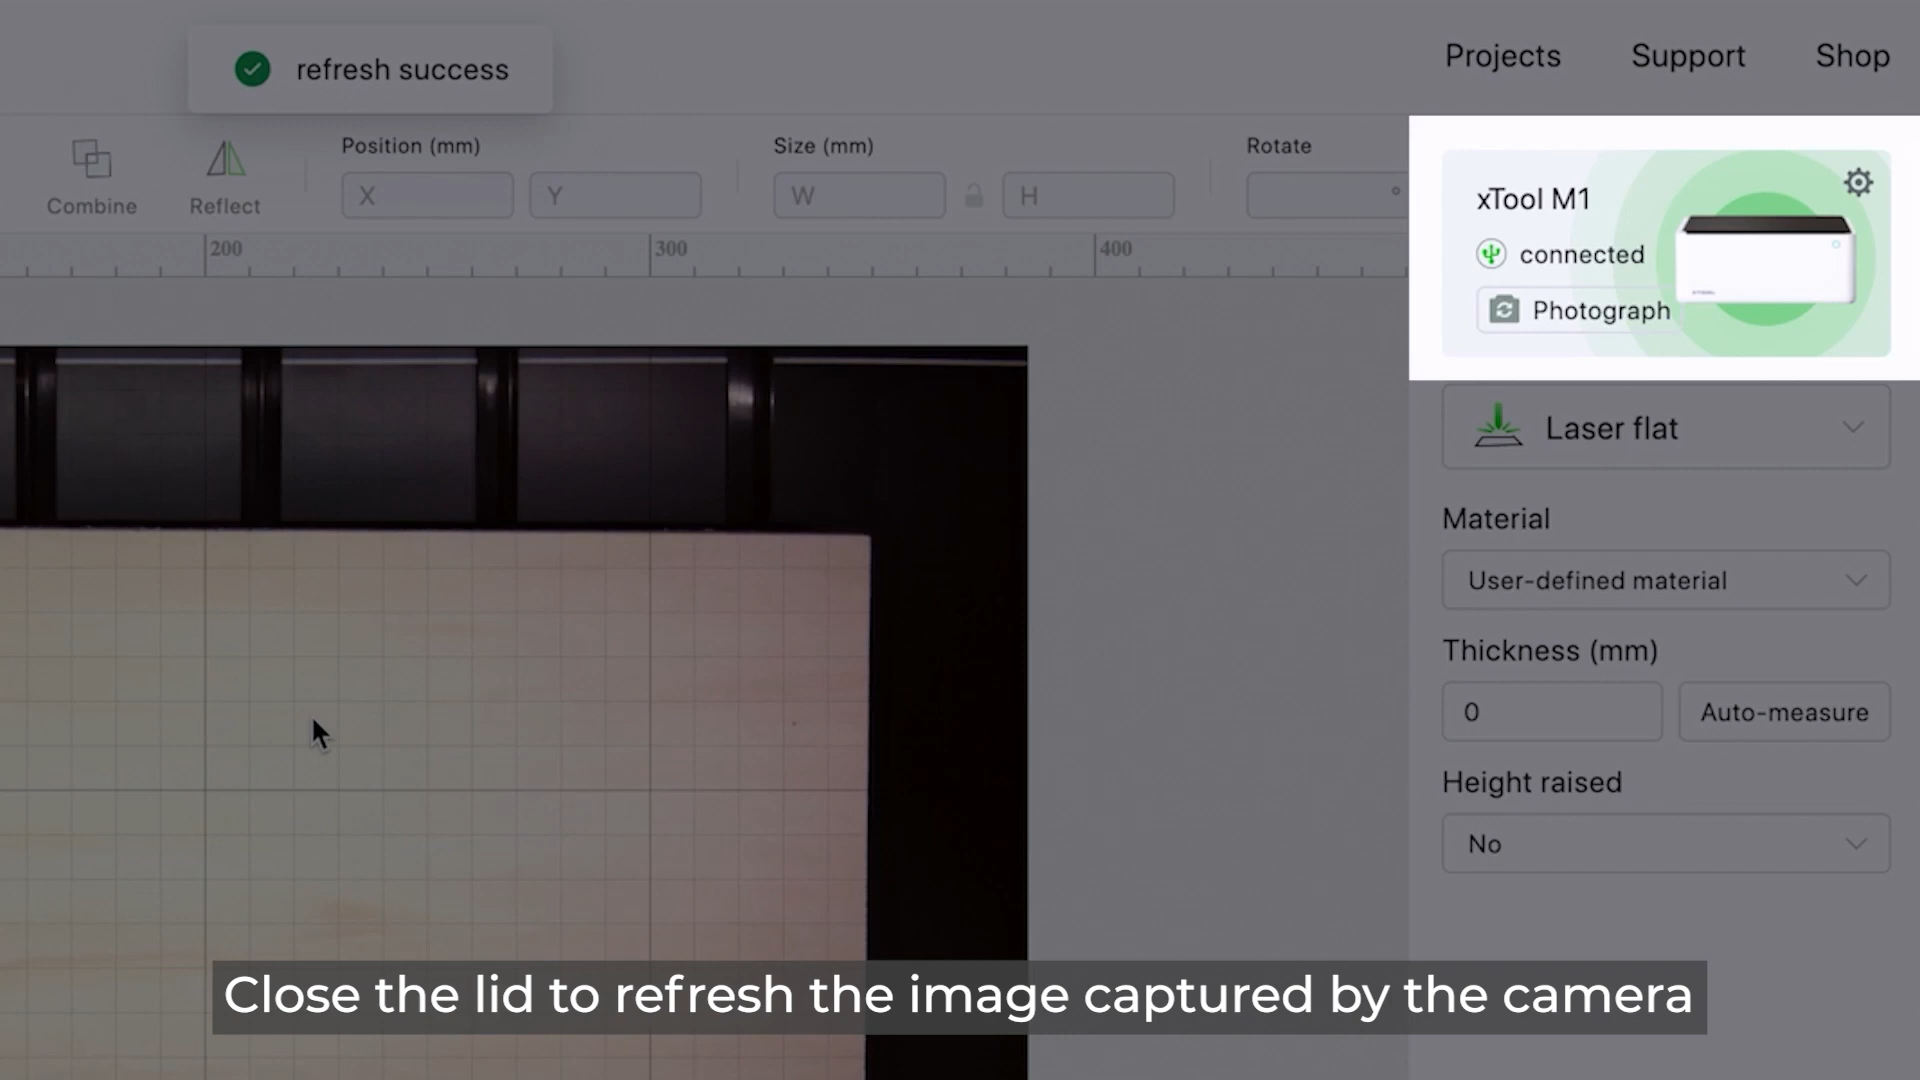 refresh success
Projects
Support
Shop
Combine
Reflect
Position (mm)
X
Y
Size (mm)
W
H
Rotate
°
200
300
400
xTool M1
connected
Photograph
Laser flat
Material
User-defined material
Thickness (mm)
0
Auto-measure
Height raised
No
Close the lid to refresh the image captured by the camera